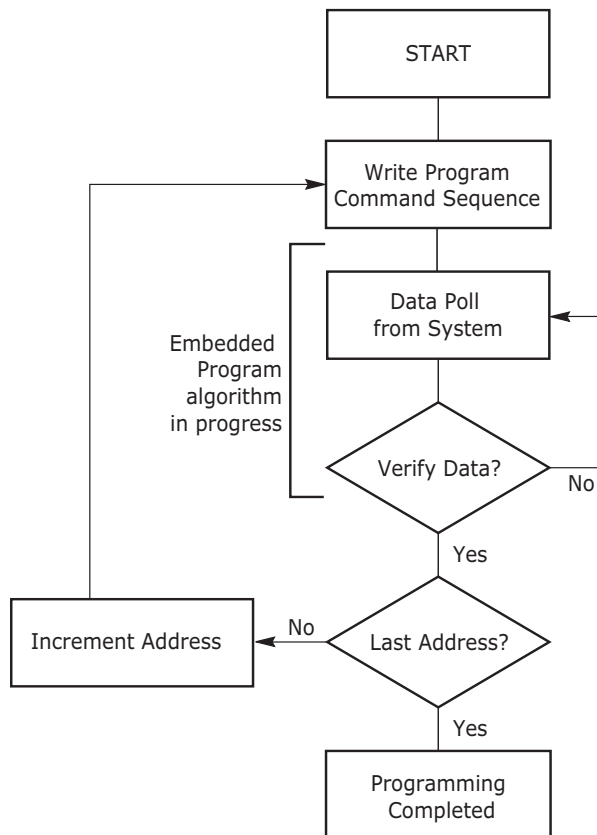 START
Write Program
Command Sequence
Data Poll
from System
Embedded
Program
algorithm
in progress
Verify Data?
No
Yes
Increment Address
No
Last Address?
Yes
Programming
Completed